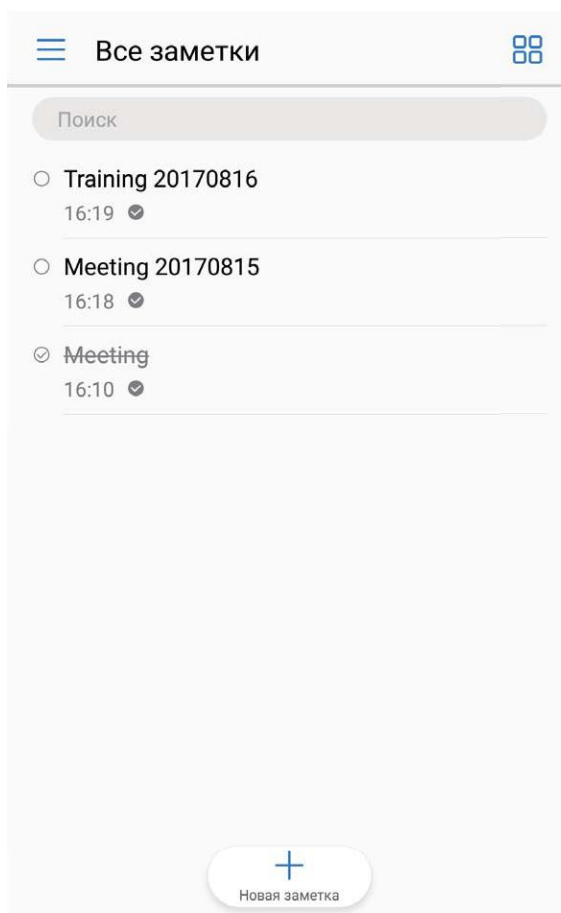 Все заметки
Поиск
Training 20170816
16:19
Meeting 20170815
16:18
Meeting
16:10
Новая заметка